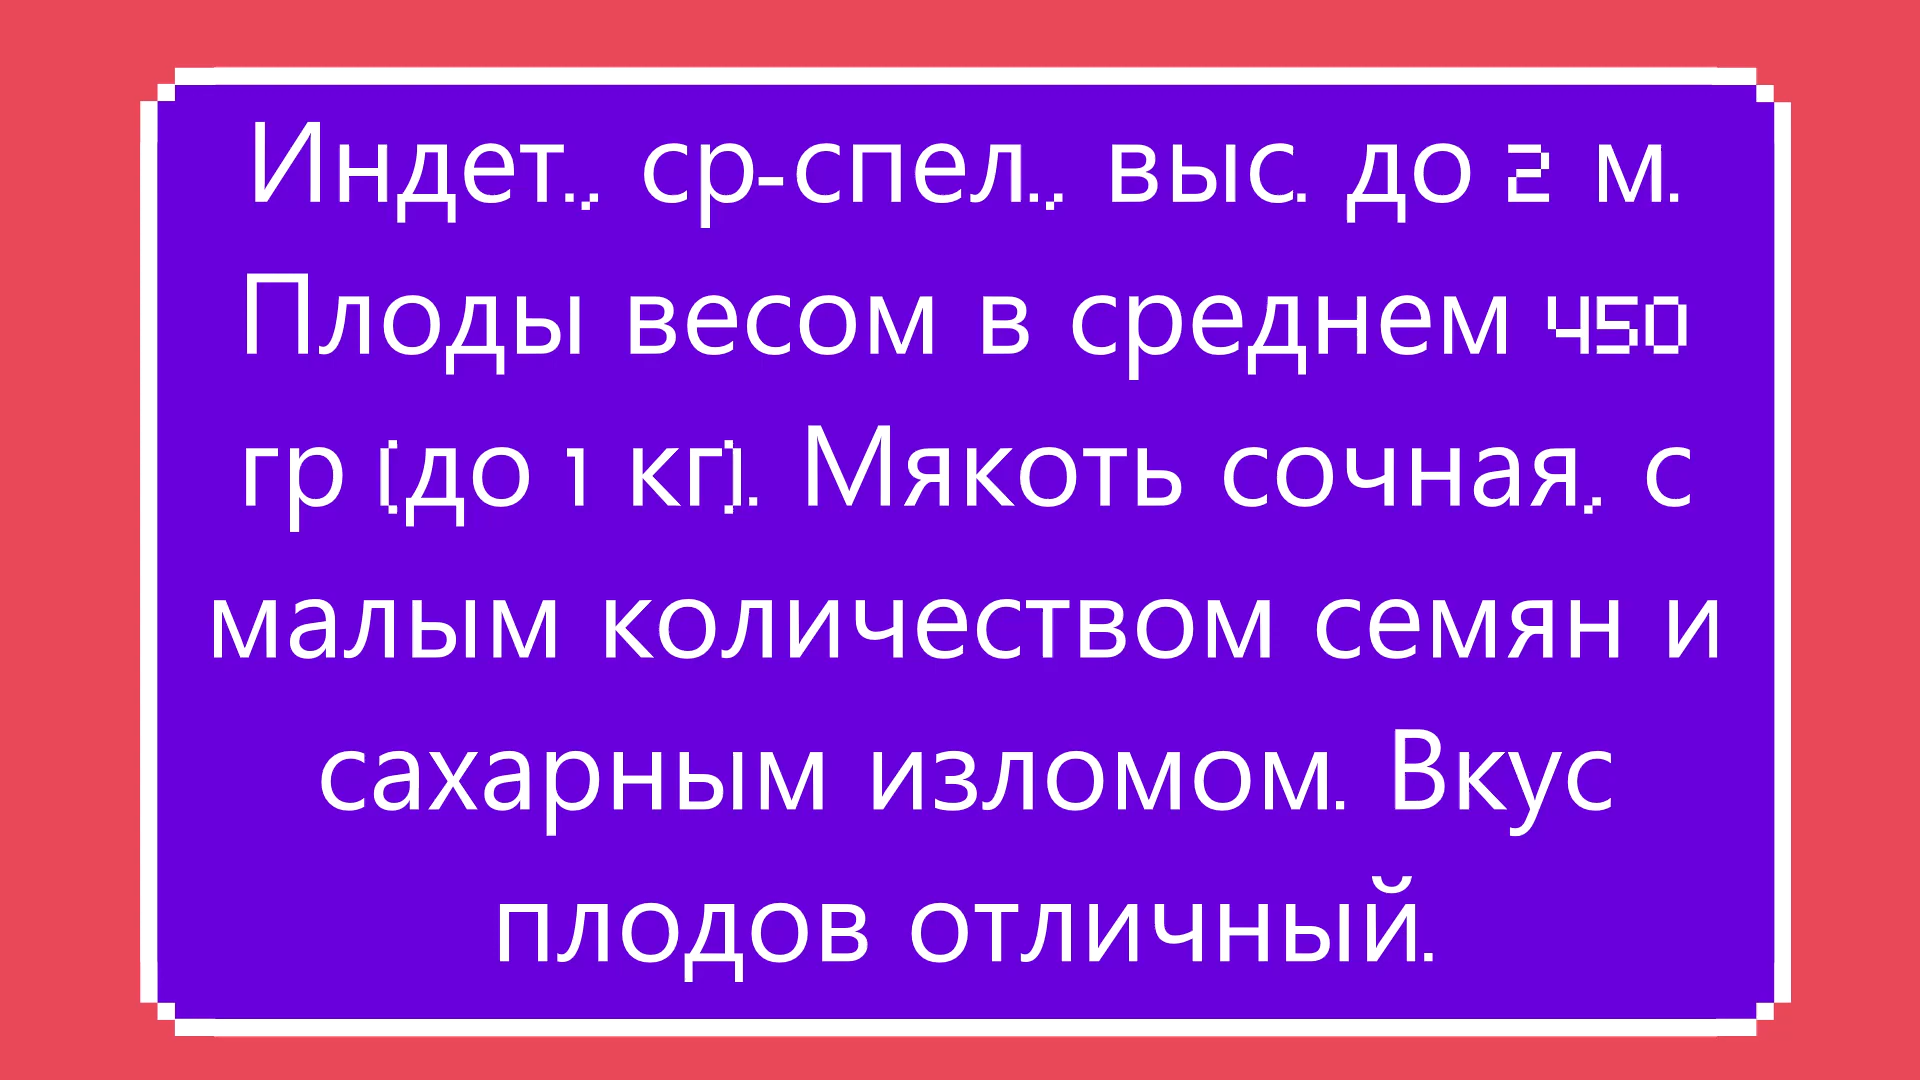 Индет., ср-спел., выс. до 2 м.
Плоды весом в среднем 450
гр (до 1 кг). Мякоть сочная, с
малым количеством семян и
сахарным изломом. Вкус
плодов отличный.